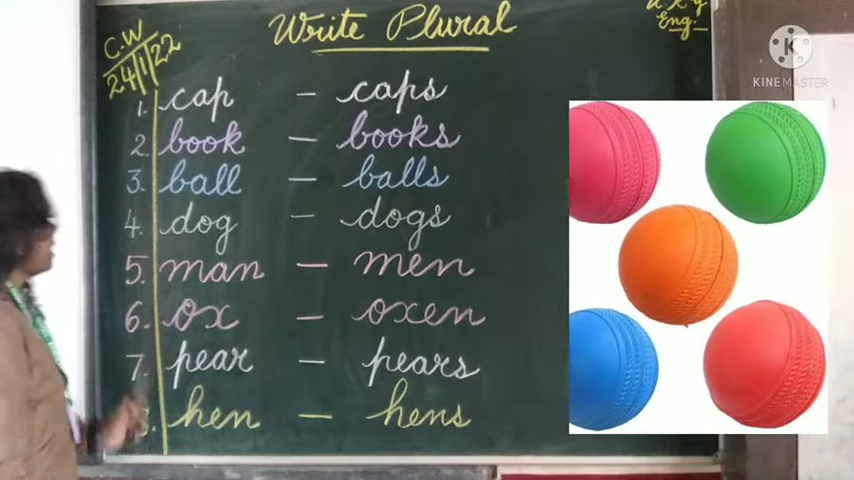 C.W
24/1/22
Write Plural
Eng.
1. cap - caps
2. book - books
3. ball - balls
4. dog - dogs
5. man - men
6. ox - oxen
7. pear - pears
8. hen - hens
KINEMASTER